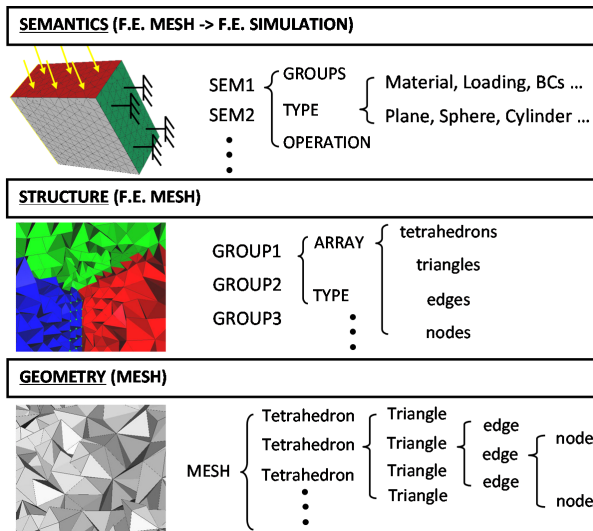 SEMANTICS (F.E. MESH -> F.E. SIMULATION)
SEM1
SEM2
GROUPS
TYPE
OPERATION
Material, Loading, BCs ...
Plane, Sphere, Cylinder ...
STRUCTURE (F.E. MESH)
GROUP1
GROUP2
GROUP3
ARRAY
TYPE
tetrahedrons
triangles
edges
nodes
GEOMETRY (MESH)
MESH
Tetrahedron
Tetrahedron
Tetrahedron
Triangle
Triangle
Triangle
Triangle
edge
edge
edge
node
node